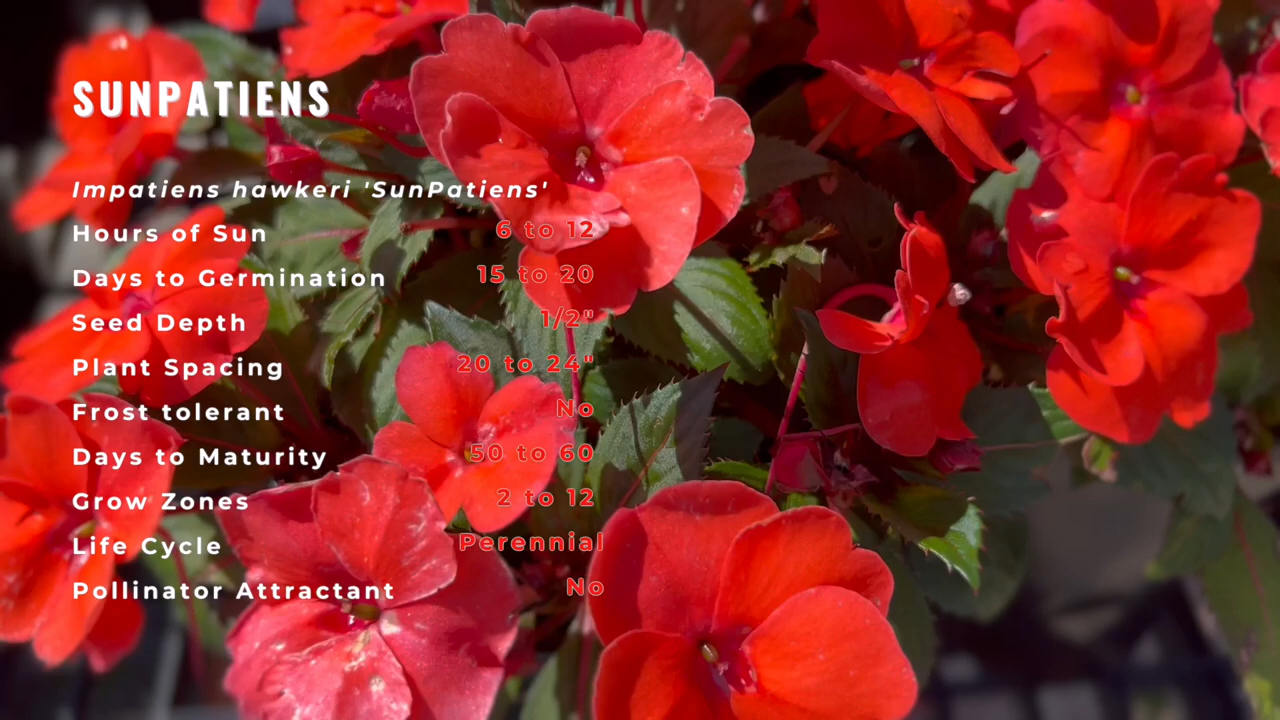 SUNPATIENS
Impatiens hawkeri 'SunPatiens'
Hours of Sun 6 to 12
Days to Germination 15 to 20
Seed Depth 1/2"
Plant Spacing 20 to 24"
Frost tolerant No
Days to Maturity 50 to 60
Grow Zones 2 to 12
Life Cycle Perennial
Pollinator Attractant No